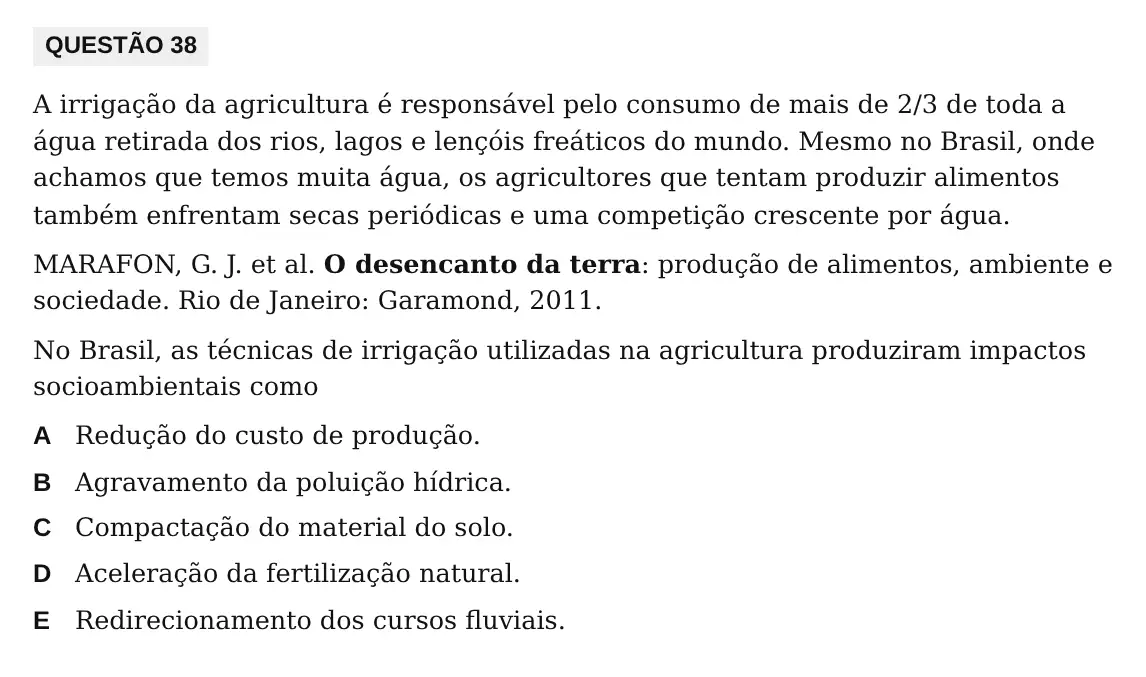 QUESTÃO 38
A irrigação da agricultura é responsável pelo consumo de mais de 2/3 de toda a
água retirada dos rios, lagos e lençóis freáticos do mundo. Mesmo no Brasil, onde
achamos que temos muita água, os agricultores que tentam produzir alimentos
também enfrentam secas periódicas e uma competição crescente por água.
MARAFON, G. J. et al. O desencanto da terra: produção de alimentos, ambiente e
sociedade. Rio de Janeiro: Garamond, 2011.
No Brasil, as técnicas de irrigação utilizadas na agricultura produziram impactos
socioambientais como
A Redução do custo de produção.
B Agravamento da poluição hídrica.
C Compactação do material do solo.
D Aceleração da fertilização natural.
E Redirecionamento dos cursos fluviais.